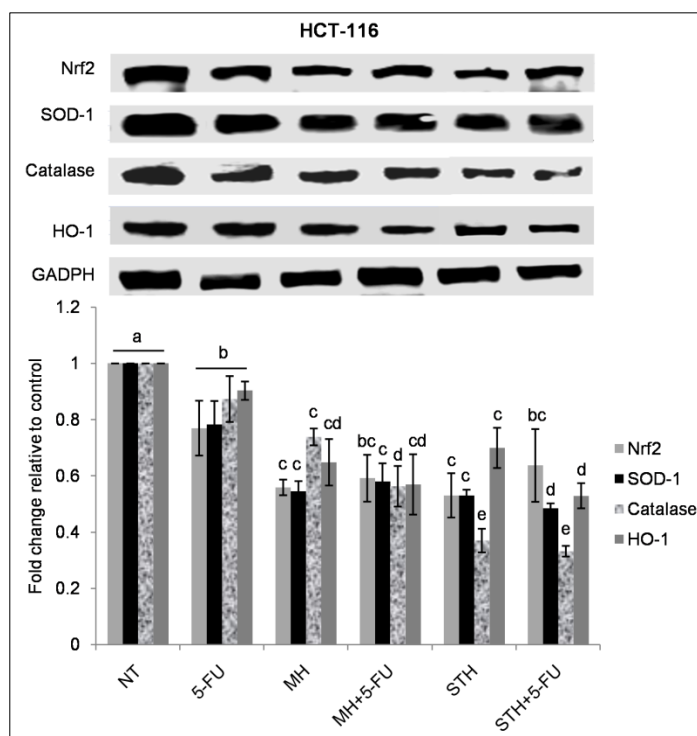 HCT-116
Nrf2
SOD-1
Catalase
HO-1
GADPH
Fold change relative to control
1.2
1
0.8
0.6
0.4
0.2
0
a
b
c c c cd
bc c d cd
c c e c
bc d e d
NT
5-FU
MH
MH+5-FU
STH
STH+5-FU
Nrf2
SOD-1
Catalase
HO-1